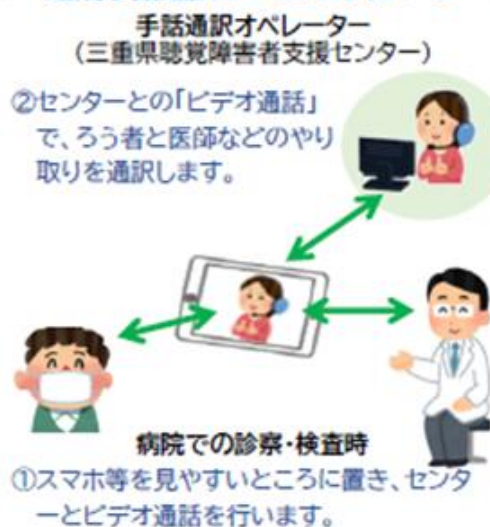 手話通訳オペレーター
（三重県聴覚障害者支援センター）
②センターとの「ビデオ通話」
で、ろう者と医師などのやり
取りを通訳します。
病院での診察・検査時
①スマホ等を見やすいところに置き、センタ
ーとビデオ通話を行います。